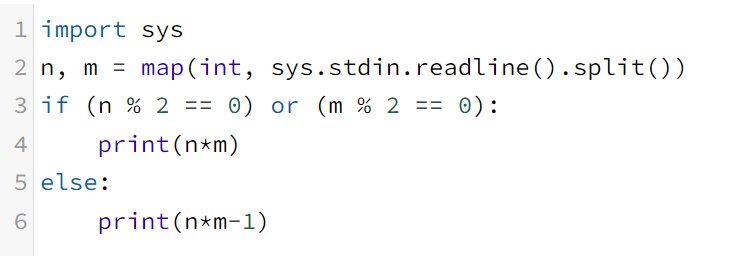 1 import sys
2 n, m = map(int, sys.stdin.readline().split())
3 if (n % 2 == 0) or (m % 2 == 0):
4     print(n*m)
5 else:
6     print(n*m-1)